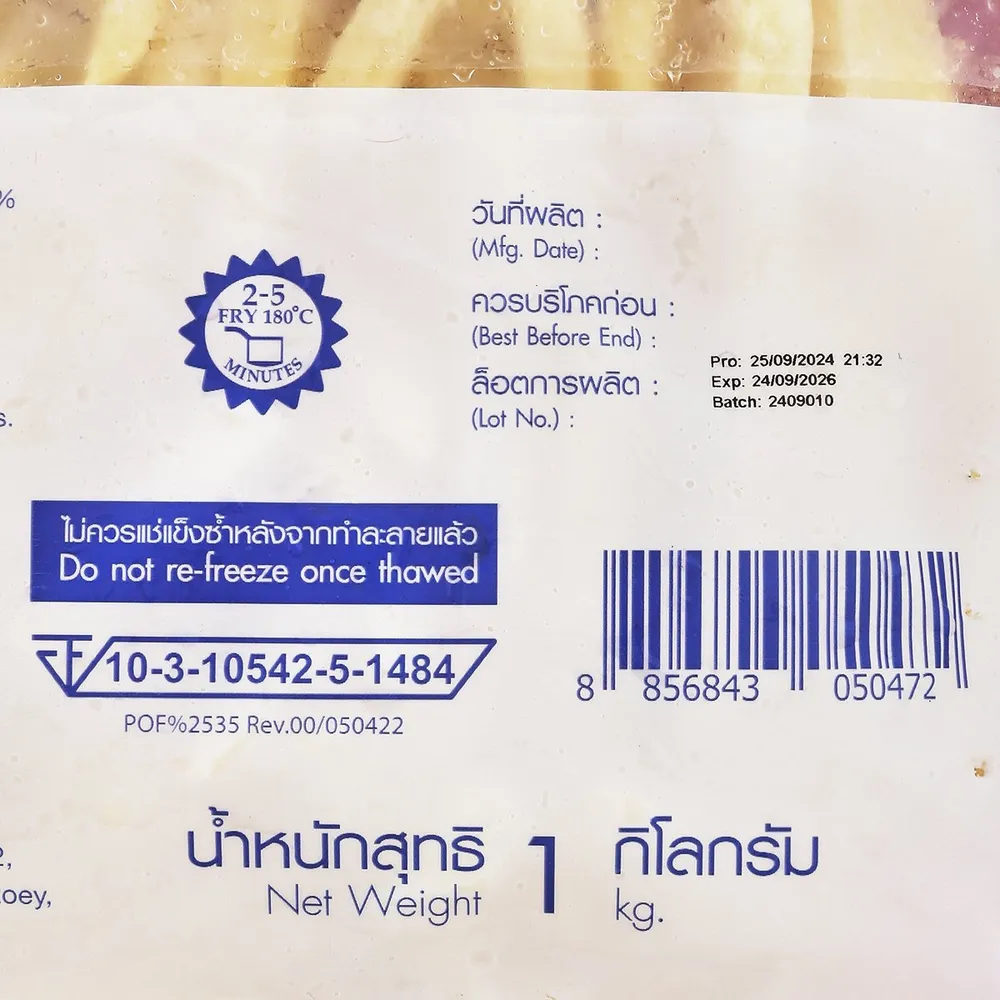 %
วันที่ผลิต :
(Mfg. Date) :
ควรบริโภคก่อน :
(Best Before End) :
ล็อตการผลิต :
(Lot No.) :
Pro: 25/09/2024 21:32
Exp: 24/09/2026
Batch: 2409010
2-5
FRY 180°C
MINUTES
s.
ไม่ควรแช่แข็งซ้ำหลังจากทำละลายแล้ว
Do not re-freeze once thawed
10-3-10542-5-1484
POF%2535 Rev.00/050422
8 856843 050472
น้ำหนักสุทธิ 1 กิโลกรัม
Net Weight kg.
oey,